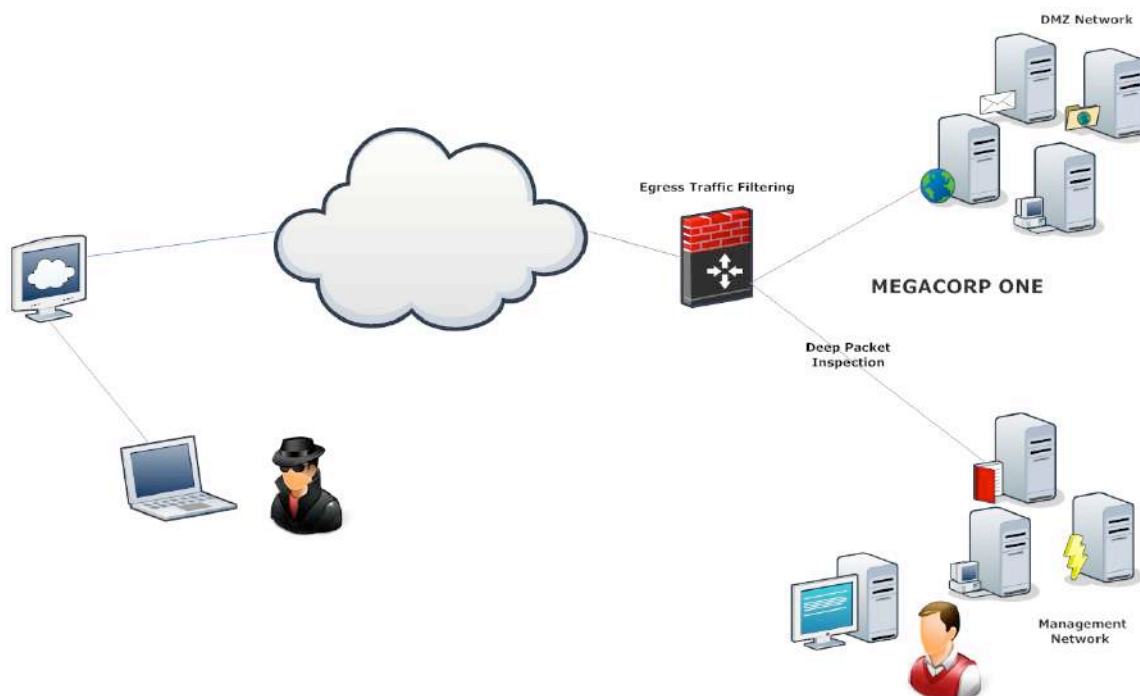 DMZ Network
Egress Traffic Filtering
MEGACORP ONE
Deep Packet
Inspection
Management
Network